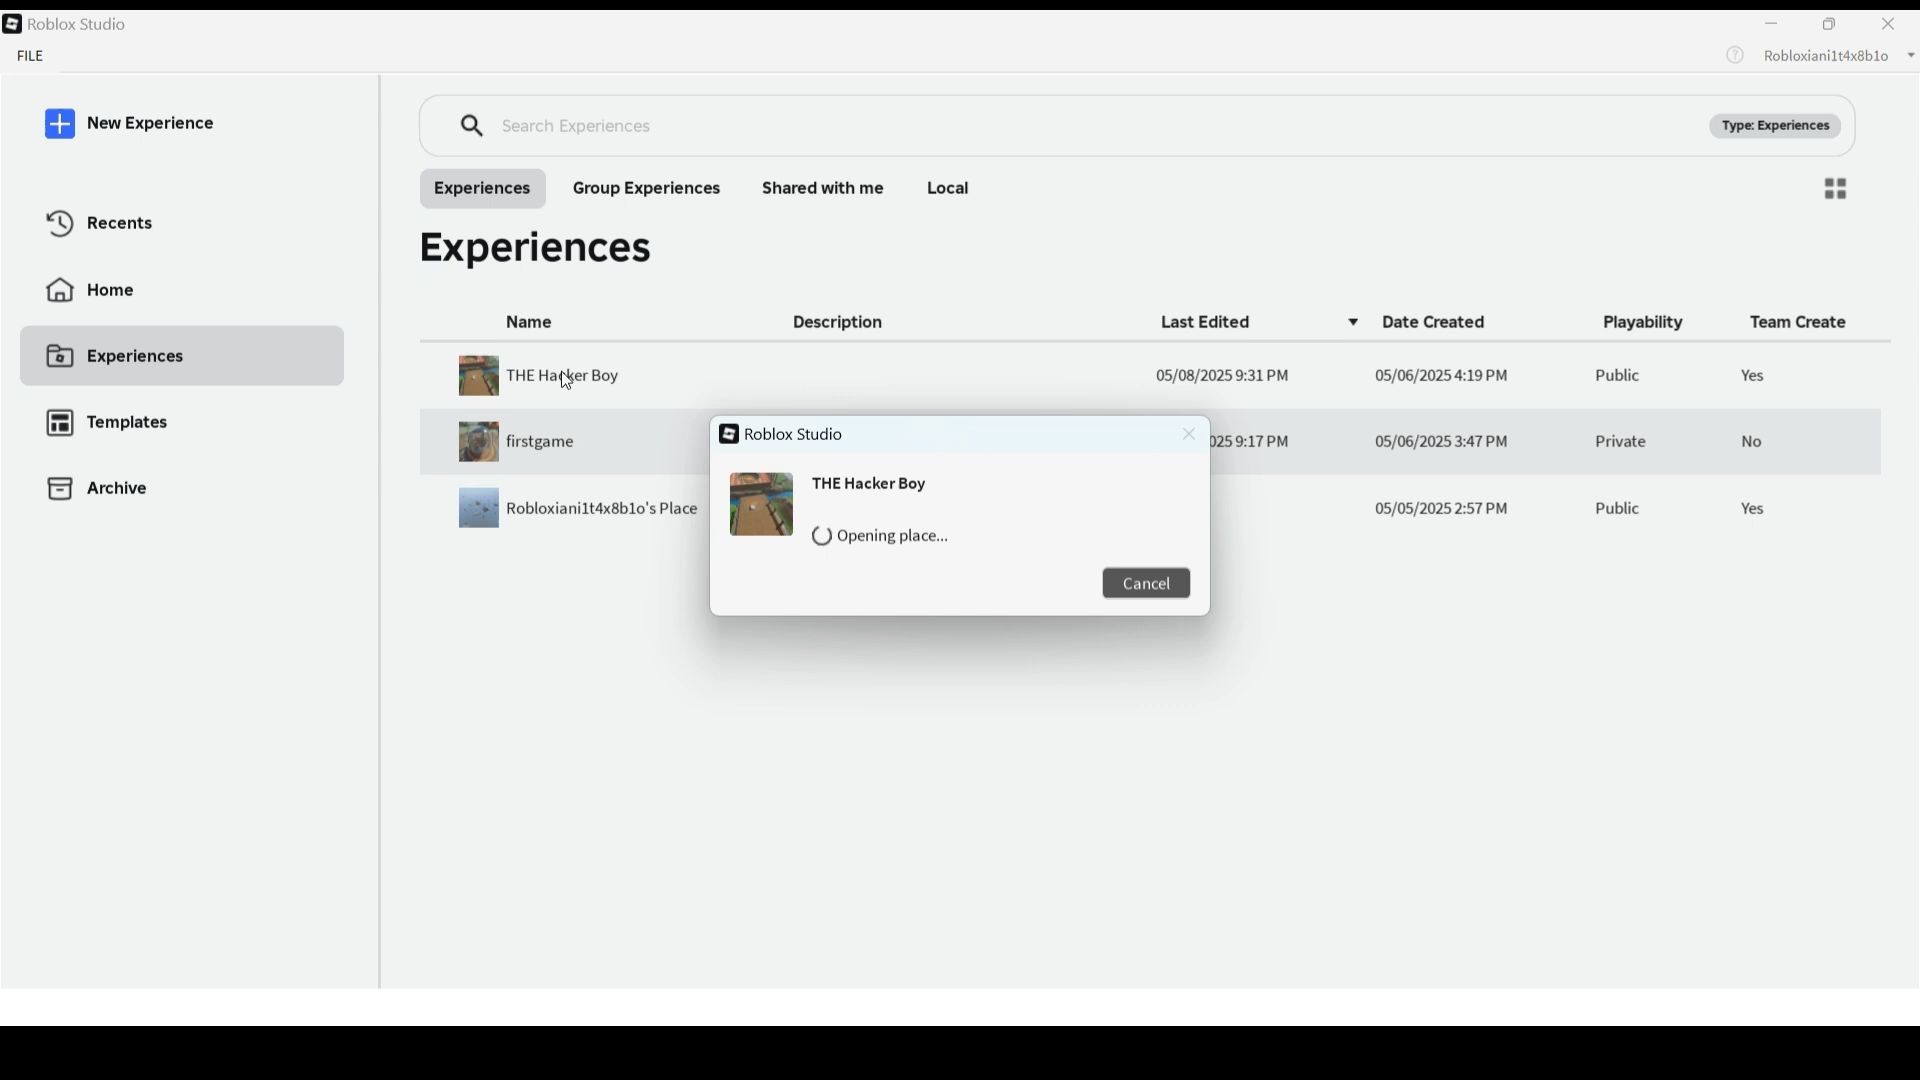 Roblox Studio
FILE
Robloxiani1t4x8b1o
New Experience
Recents
Home
Experiences
Templates
Archive
Search Experiences
Type: Experiences
Experiences Group Experiences Shared with me Local
Experiences
Name Description Last Edited Date Created Playability Team Create
THE Hacker Boy 05/08/2025 9:31 PM 05/06/2025 4:19 PM Public Yes
firstgame 025 9:17 PM 05/06/2025 3:47 PM Private No
Robloxiani1t4x8b1o's Place 05/05/2025 2:57 PM Public Yes
Roblox Studio
THE Hacker Boy
Opening place...
Cancel